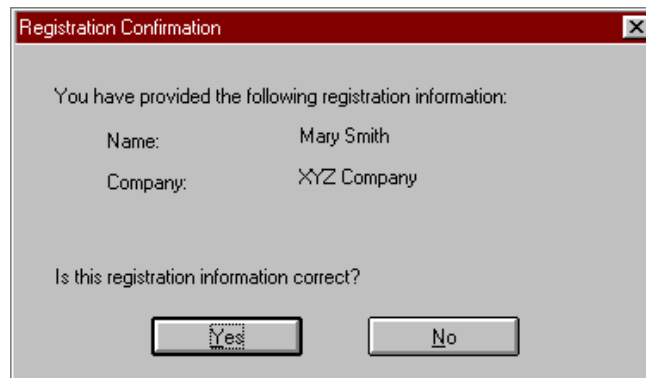 Registration Confirmation
You have provided the following registration information:
Name: Mary Smith
Company: XYZ Company
Is this registration information correct?
Yes No